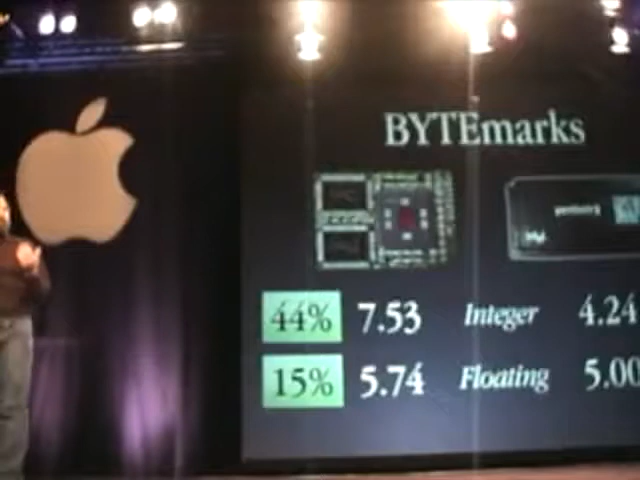 BYTEmarks
44% 7.53 Integer 4.24
15% 5.74 Floating 5.00